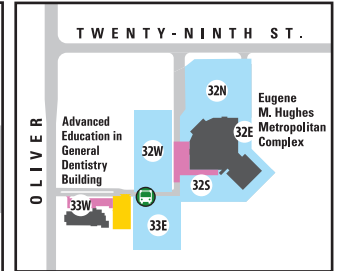 TWENTY-NINTH ST.
OLIVER
Advanced
Education in
General
Dentistry
Building
32N
Eugene
M. Hughes
Metropolitan
Complex
32E
32W
32S
33W
33E